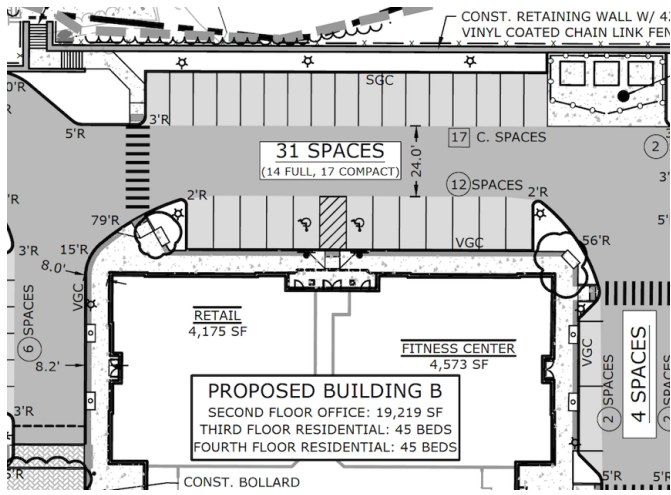 CONST. RETAINING WALL W/ 42
VINYL COATED CHAIN LINK FEN
SGC
0'R
5'R
3'R
17 C. SPACES
2
31 SPACES
(14 FULL, 17 COMPACT)
24.0'
12 SPACES
3'
'R
2'R
2'R
79'R
5'
VGC
56'R
3'R
15'R
8.0'
VGC
RETAIL
4,175 SF
6 SPACES
8.2'
FITNESS CENTER
4,573 SF
VGC
2 SPACES
4 SPACES
2
PROPOSED BUILDING B
SECOND FLOOR OFFICE: 19,219 SF
THIRD FLOOR RESIDENTIAL: 45 BEDS
FOURTH FLOOR RESIDENTIAL: 45 BEDS
3'R
5'R
CONST. BOLLARD
5'R
5'R